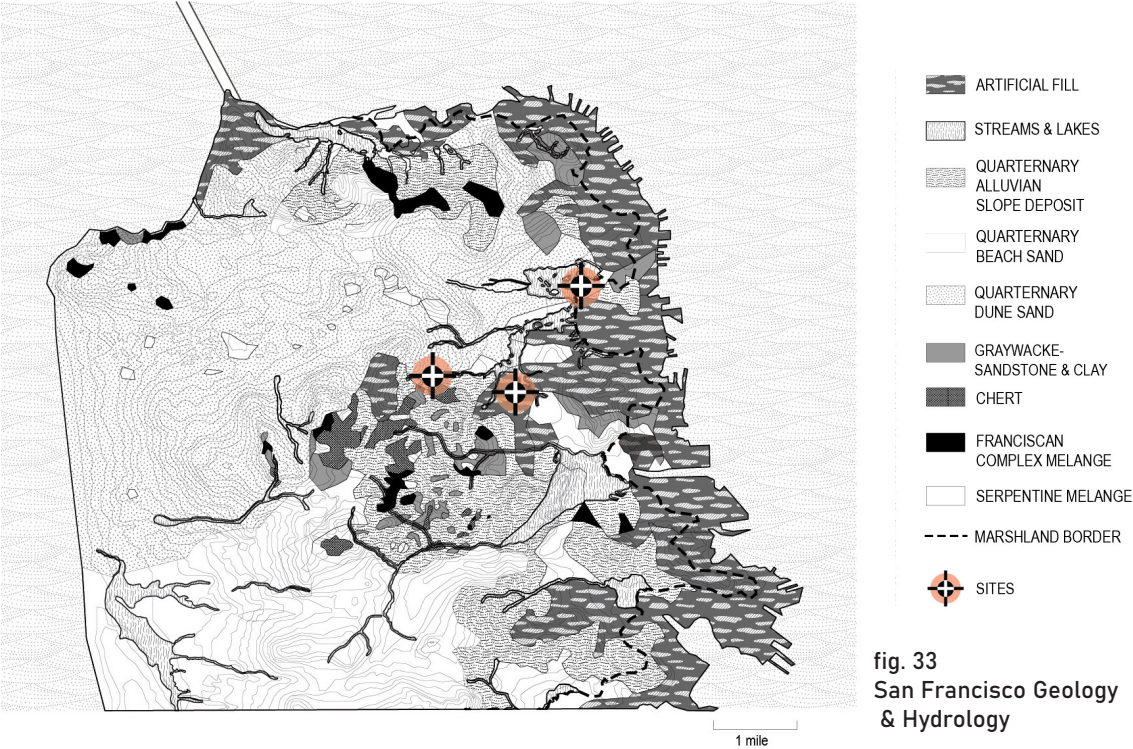 ARTIFICIAL FILL
STREAMS & LAKES
QUARTERNARY
ALLUVIAN
SLOPE DEPOSIT
QUARTERNARY
BEACH SAND
QUARTERNARY
DUNE SAND
GRAYWACKE-
SANDSTONE & CLAY
CHERT
FRANCISCAN
COMPLEX MELANGE
SERPENTINE MELANGE
MARSHLAND BORDER
SITES
fig. 33
San Francisco Geology
& Hydrology
1 mile